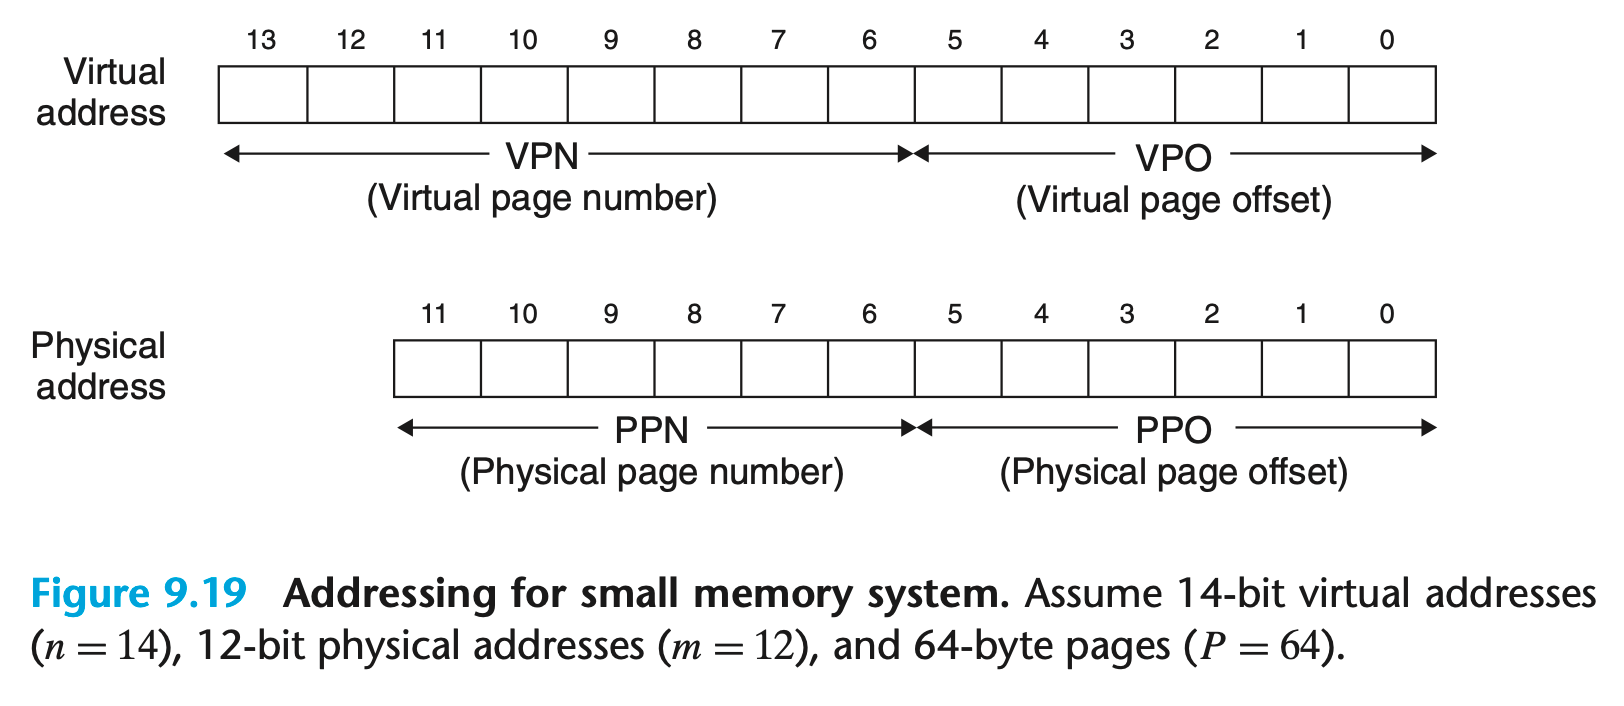 13 12 11 10 9 8 7 6 5 4 3 2 1 0
Virtual
address
VPN VPO
(Virtual page number) (Virtual page offset)
11 10 9 8 7 6 5 4 3 2 1 0
Physical
address
PPN PPO
(Physical page number) (Physical page offset)
Figure 9.19 Addressing for small memory system. Assume 14-bit virtual addresses
(n = 14), 12-bit physical addresses (m = 12), and 64-byte pages (P = 64).